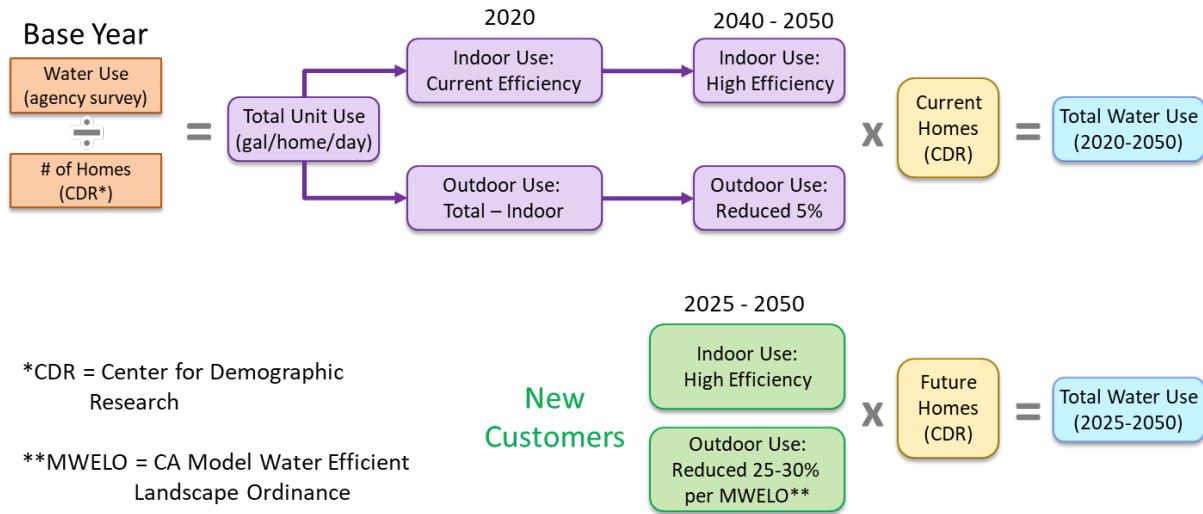 Base Year
Water Use
(agency survey)
÷
# of Homes
(CDR*)
=
Total Unit Use
(gal/home/day)
2020
Indoor Use:
Current Efficiency
Outdoor Use:
Total – Indoor
2040 - 2050
Indoor Use:
High Efficiency
Outdoor Use:
Reduced 5%
x
Current
Homes
(CDR)
=
Total Water Use
(2020-2050)
*CDR = Center for Demographic
Research
**MWELO = CA Model Water Efficient
Landscape Ordinance
New
Customers
2025 - 2050
Indoor Use:
High Efficiency
Outdoor Use:
Reduced 25-30%
per MWELO**
x
Future
Homes
(CDR)
=
Total Water Use
(2025-2050)